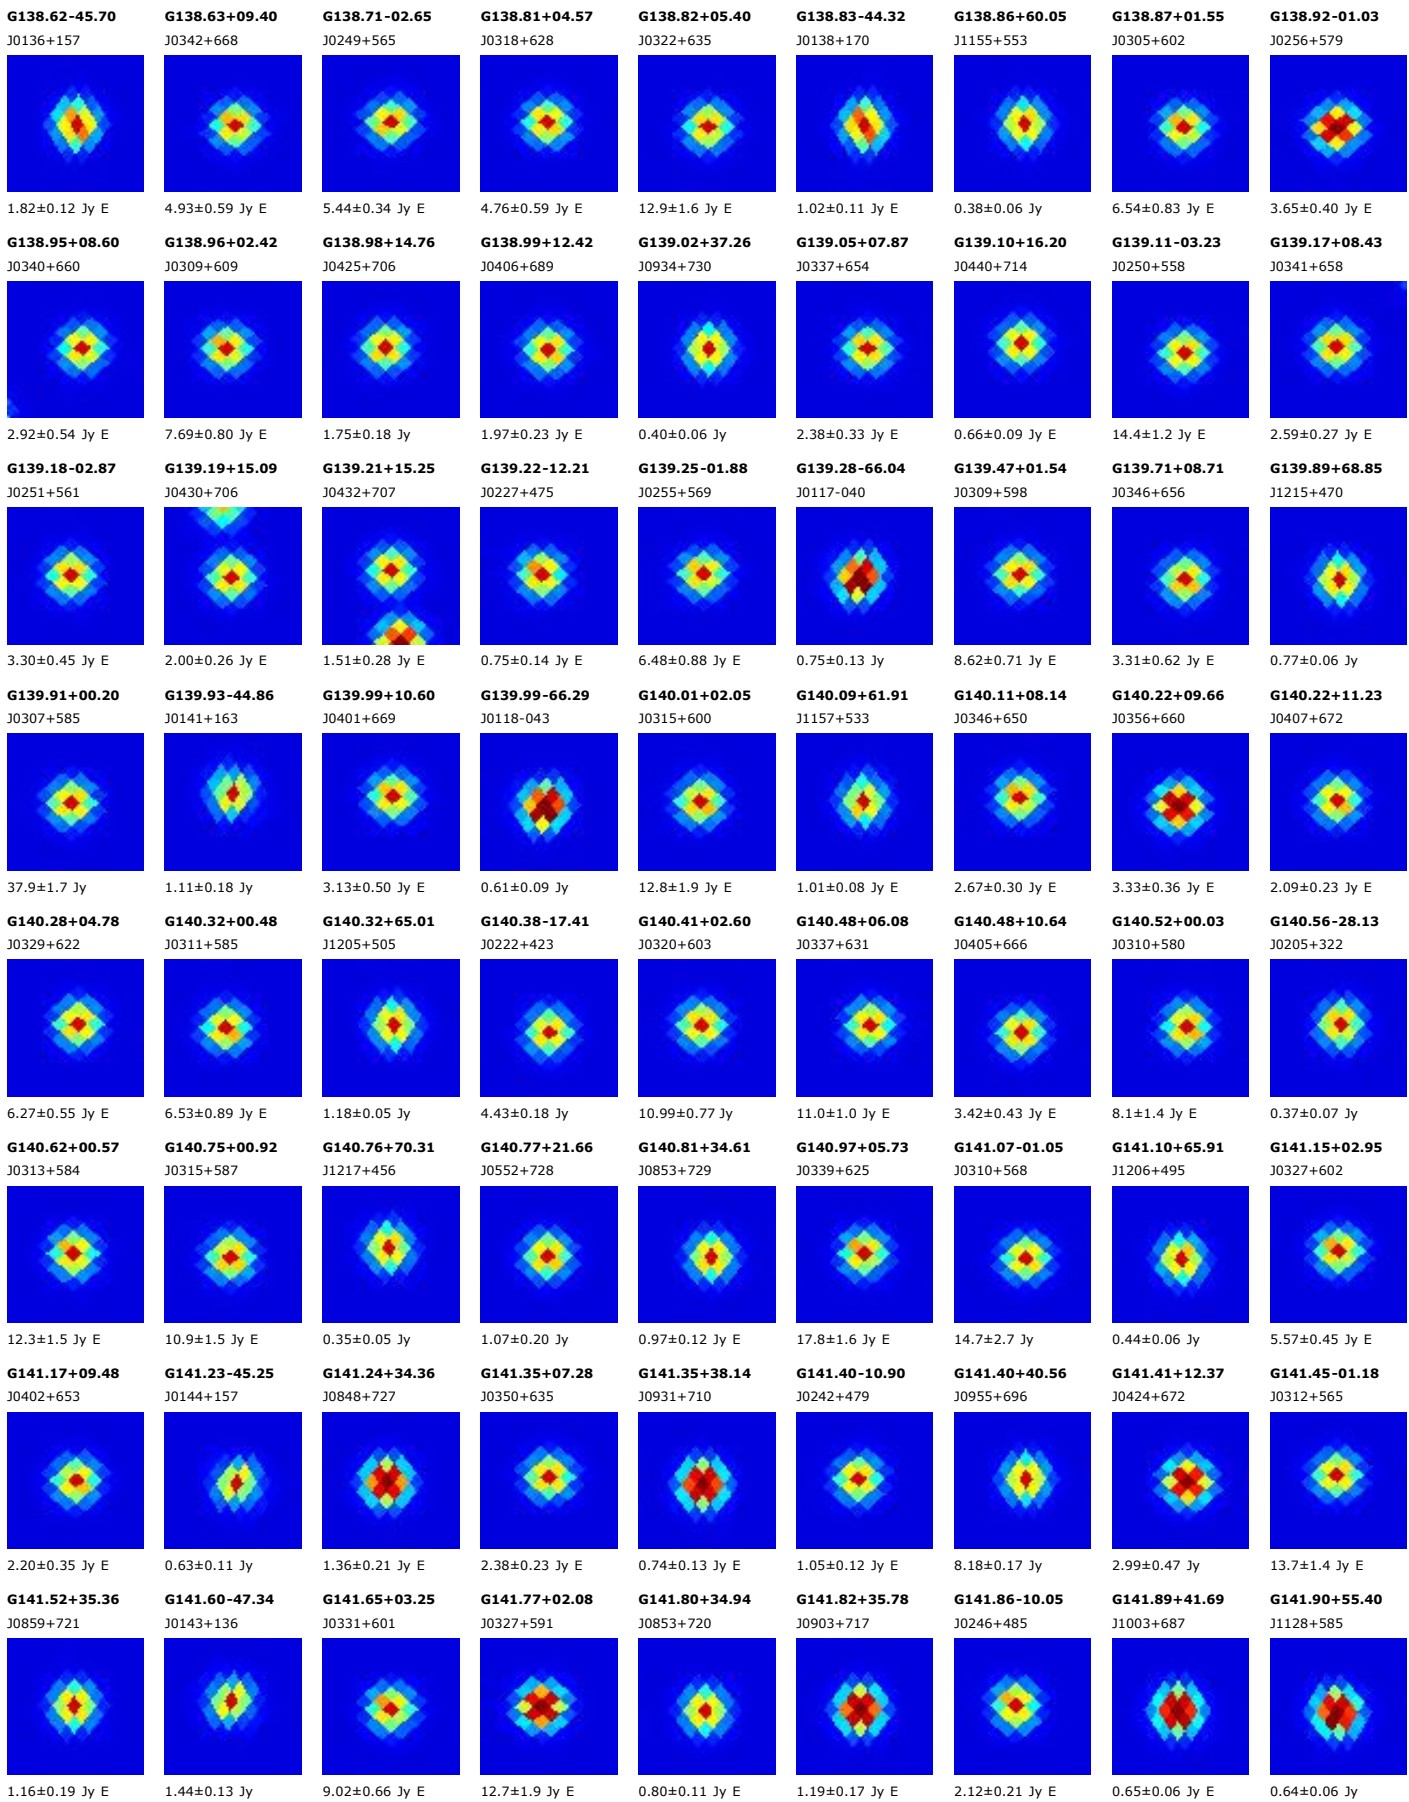 G138.62-45.70 G138.63+09.40 G138.71-02.65 G138.81+04.57 G138.82+05.40 G138.83-44.32 G138.86+60.05 G138.87+01.55 G138.92-01.03
J0136+157 J0342+668 J0249+565 J0318+628 J0322+635 J0138+170 J1155+553 J0305+602 J0256+579
1.82±0.12 Jy E 4.93±0.59 Jy E 5.44±0.34 Jy E 4.76±0.59 Jy E 12.9±1.6 Jy E 1.02±0.11 Jy E 0.38±0.06 Jy 6.54±0.83 Jy E 3.65±0.40 Jy E
G138.95+08.60 G138.96+02.42 G138.98+14.76 G138.99+12.42 G139.02+37.26 G139.05+07.87 G139.10+16.20 G139.11-03.23 G139.17+08.43
J0340+660 J0309+609 J0425+706 J0406+689 J0934+730 J0337+654 J0440+714 J0250+558 J0341+658
2.92±0.54 Jy E 7.69±0.80 Jy E 1.75±0.18 Jy 1.97±0.23 Jy E 0.40±0.06 Jy 2.38±0.33 Jy E 0.66±0.09 Jy E 14.4±1.2 Jy E 2.59±0.27 Jy E
G139.18-02.87 G139.19+15.09 G139.21+15.25 G139.22-12.21 G139.25-01.88 G139.28-66.04 G139.47+01.54 G139.71+08.71 G139.89+68.85
J0251+561 J0430+706 J0432+707 J0227+475 J0255+569 J0117-040 J0309+598 J0346+656 J1215+470
3.30±0.45 Jy E 2.00±0.26 Jy E 1.51±0.28 Jy E 0.75±0.14 Jy E 6.48±0.88 Jy E 0.75±0.13 Jy 8.62±0.71 Jy E 3.31±0.62 Jy E 0.77±0.06 Jy
G139.91+00.20 G139.93-44.86 G139.99+10.60 G139.99-66.29 G140.01+02.05 G140.09+61.91 G140.11+08.14 G140.22+09.66 G140.22+11.23
J0307+585 J0141+163 J0401+669 J0118-043 J0315+600 J1157+533 J0346+650 J0356+660 J0407+672
37.9±1.7 Jy 1.11±0.18 Jy 3.13±0.50 Jy E 0.61±0.09 Jy 12.8±1.9 Jy E 1.01±0.08 Jy E 2.67±0.30 Jy E 3.33±0.36 Jy E 2.09±0.23 Jy E
G140.28+04.78 G140.32+00.48 G140.32+65.01 G140.38-17.41 G140.41+02.60 G140.48+06.08 G140.48+10.64 G140.52+00.03 G140.56-28.13
J0329+622 J0311+585 J1205+505 J0222+423 J0320+603 J0337+631 J0405+666 J0310+580 J0205+322
6.27±0.55 Jy E 6.53±0.89 Jy E 1.18±0.05 Jy 4.43±0.18 Jy 10.99±0.77 Jy 11.0±1.0 Jy E 3.42±0.43 Jy E 8.1±1.4 Jy E 0.37±0.07 Jy
G140.62+00.57 G140.75+00.92 G140.76+70.31 G140.77+21.66 G140.81+34.61 G140.97+05.73 G141.07-01.05 G141.10+65.91 G141.15+02.95
J0313+584 J0315+587 J1217+456 J0552+728 J0853+729 J0339+625 J0310+568 J1206+495 J0327+602
12.3±1.5 Jy E 10.9±1.5 Jy E 0.35±0.05 Jy 1.07±0.20 Jy 0.97±0.12 Jy E 17.8±1.6 Jy E 14.7±2.7 Jy 0.44±0.06 Jy 5.57±0.45 Jy E
G141.17+09.48 G141.23-45.25 G141.24+34.36 G141.35+07.28 G141.35+38.14 G141.40-10.90 G141.40+40.56 G141.41+12.37 G141.45-01.18
J0402+653 J0144+157 J0848+727 J0350+635 J0931+710 J0242+479 J0955+696 J0424+672 J0312+565
2.20±0.35 Jy E 0.63±0.11 Jy 1.36±0.21 Jy E 2.38±0.23 Jy E 0.74±0.13 Jy E 1.05±0.12 Jy E 8.18±0.17 Jy 2.99±0.47 Jy 13.7±1.4 Jy E
G141.52+35.36 G141.60-47.34 G141.65+03.25 G141.77+02.08 G141.80+34.94 G141.82+35.78 G141.86-10.05 G141.89+41.69 G141.90+55.40
J0859+721 J0143+136 J0331+601 J0327+591 J0853+720 J0903+717 J0246+485 J1003+687 J1128+585
1.16±0.19 Jy E 1.44±0.13 Jy 9.02±0.66 Jy E 12.7±1.9 Jy E 0.80±0.11 Jy E 1.19±0.17 Jy E 2.12±0.21 Jy E 0.65±0.06 Jy E 0.64±0.06 Jy